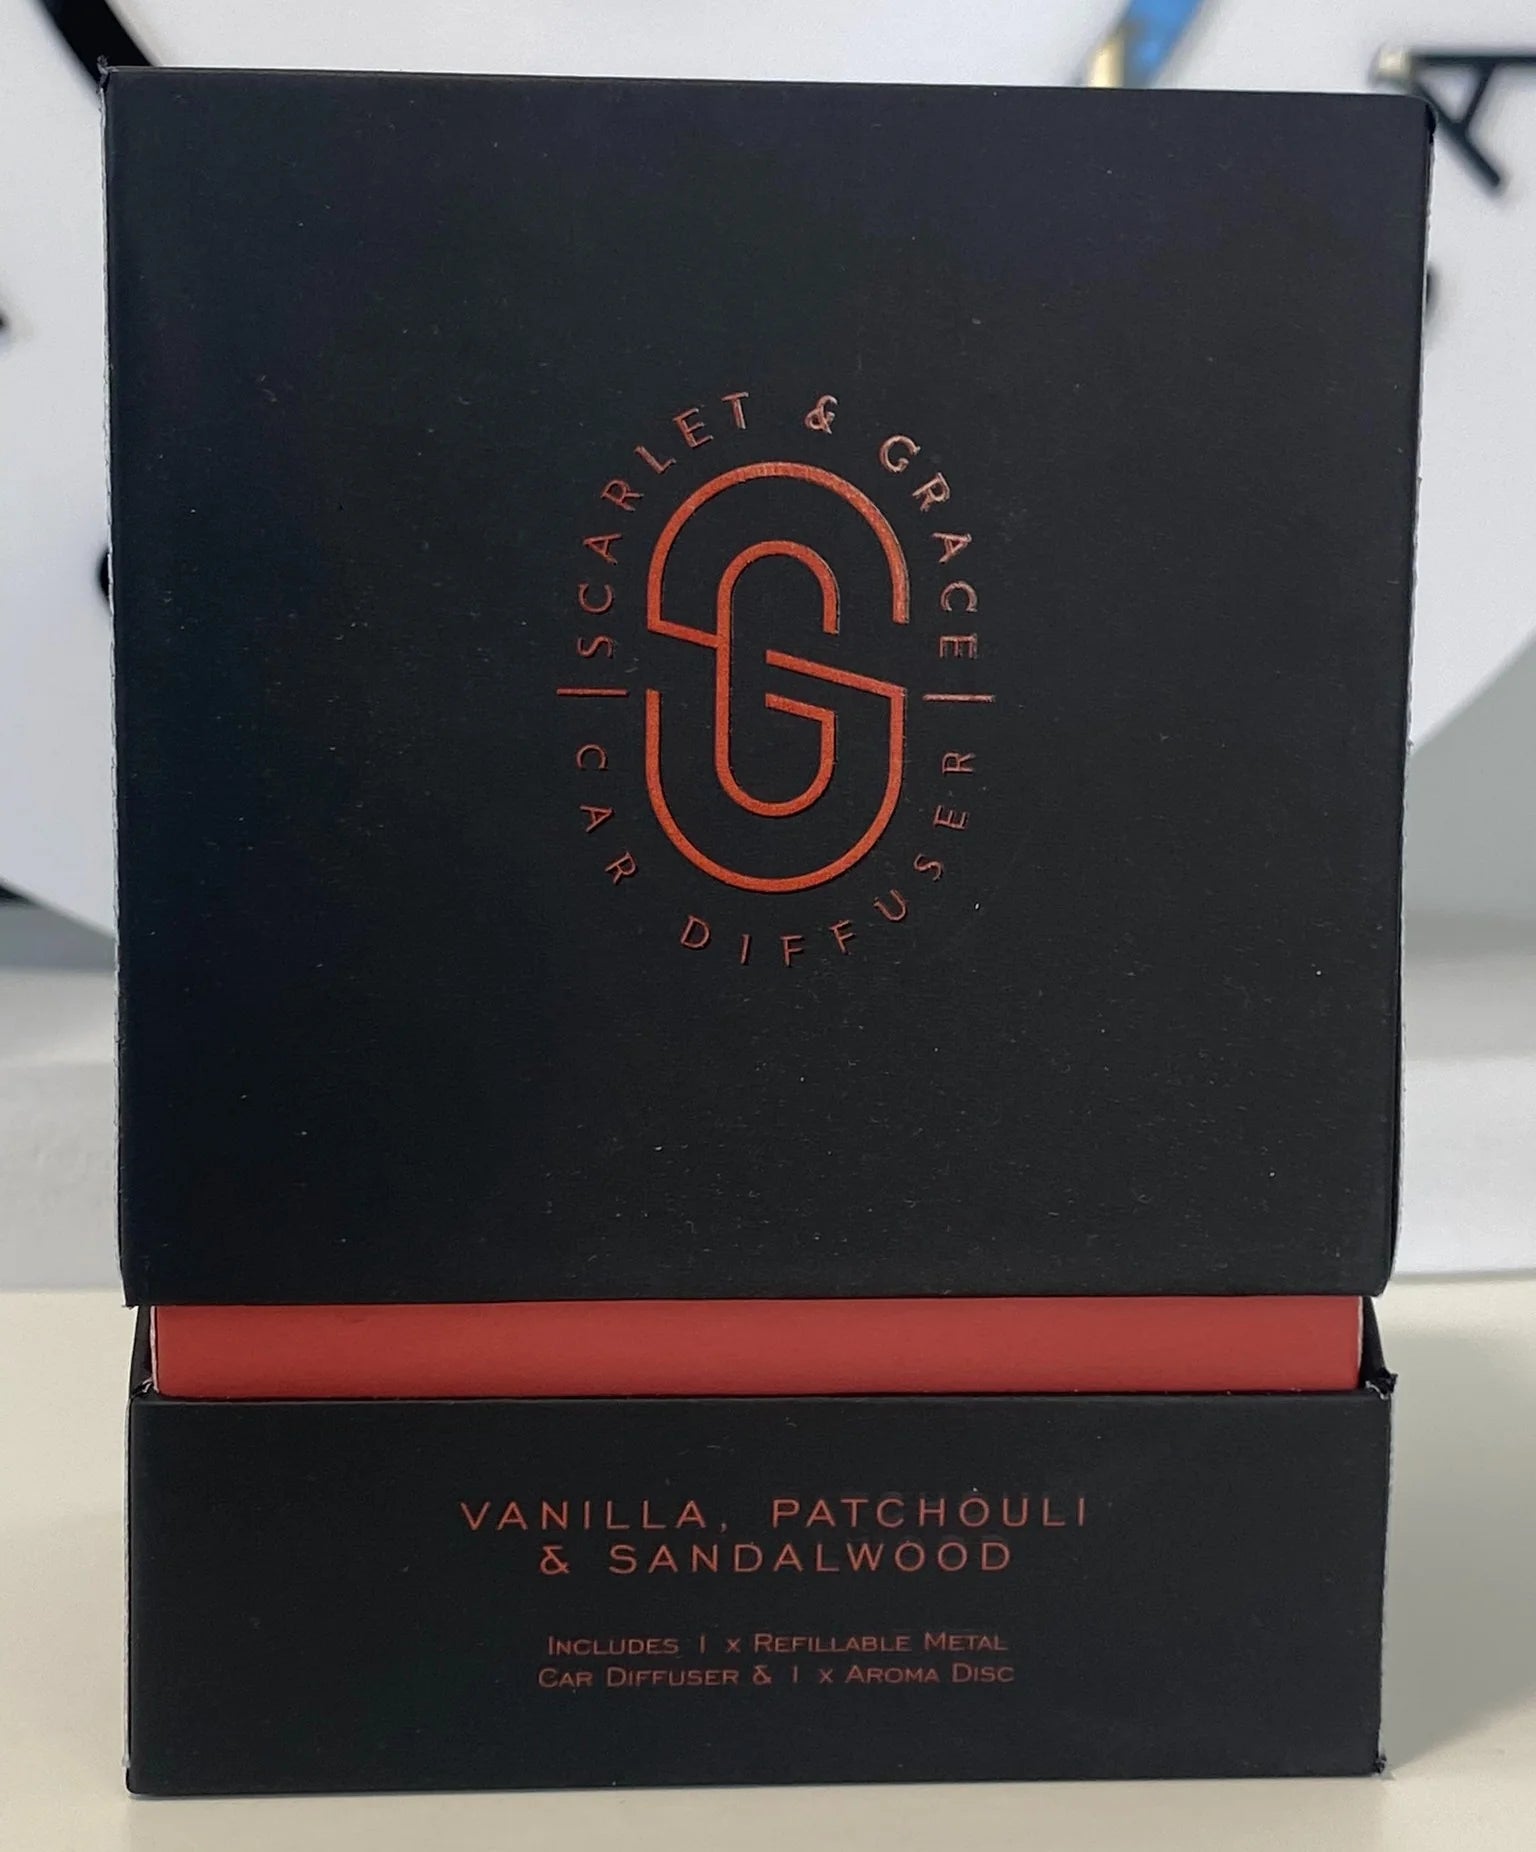 SCARLET & GRACE
CAR DIFFUSER
VANILLA, PATCHOULI
& SANDALWOOD
INCLUDES 1 x REFILLABLE METAL
CAR DIFFUSER & 1 x AROMA DISC